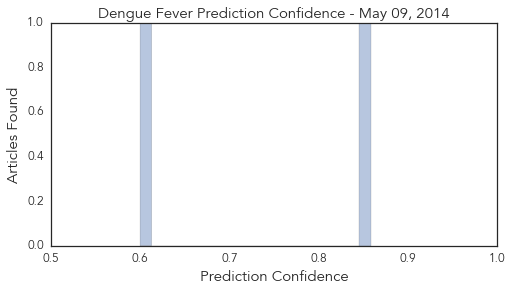 Dengue Fever Prediction Confidence - May 09, 2014
Articles Found
1.0
0.8
0.6
0.4
0.2
0.0
0.5 0.6 0.7 0.8 0.9 1.0
Prediction Confidence